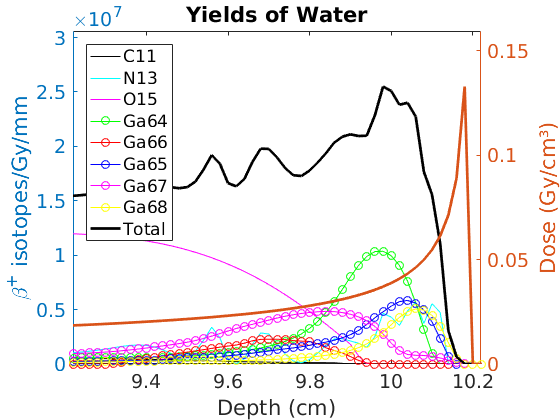 Yields of Water
×10⁷
3
2.5
2
1.5
1
0.5
0
β⁺ isotopes/Gy/mm
C11
N13
O15
Ga64
Ga66
Ga65
Ga67
Ga68
Total
0.15
0.1
0.05
0
Dose (Gy/cm³)
9.4 9.6 9.8 10 10.2
Depth (cm)